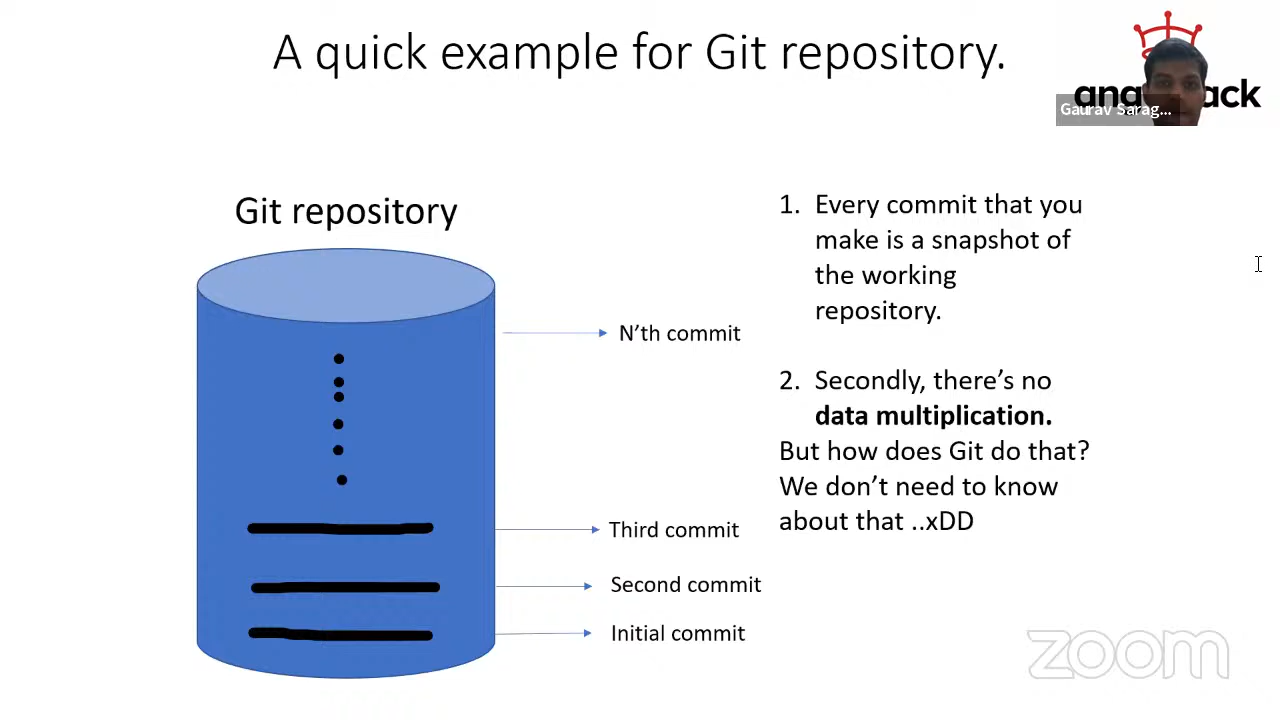 A quick example for Git repository.
Gaurav Sarag...
Git repository
1. Every commit that you
make is a snapshot of
the working
repository.
N’th commit
2. Secondly, there’s no
data multiplication.
But how does Git do that?
We don’t need to know
about that ..xDD
Third commit
Second commit
Initial commit
zoom